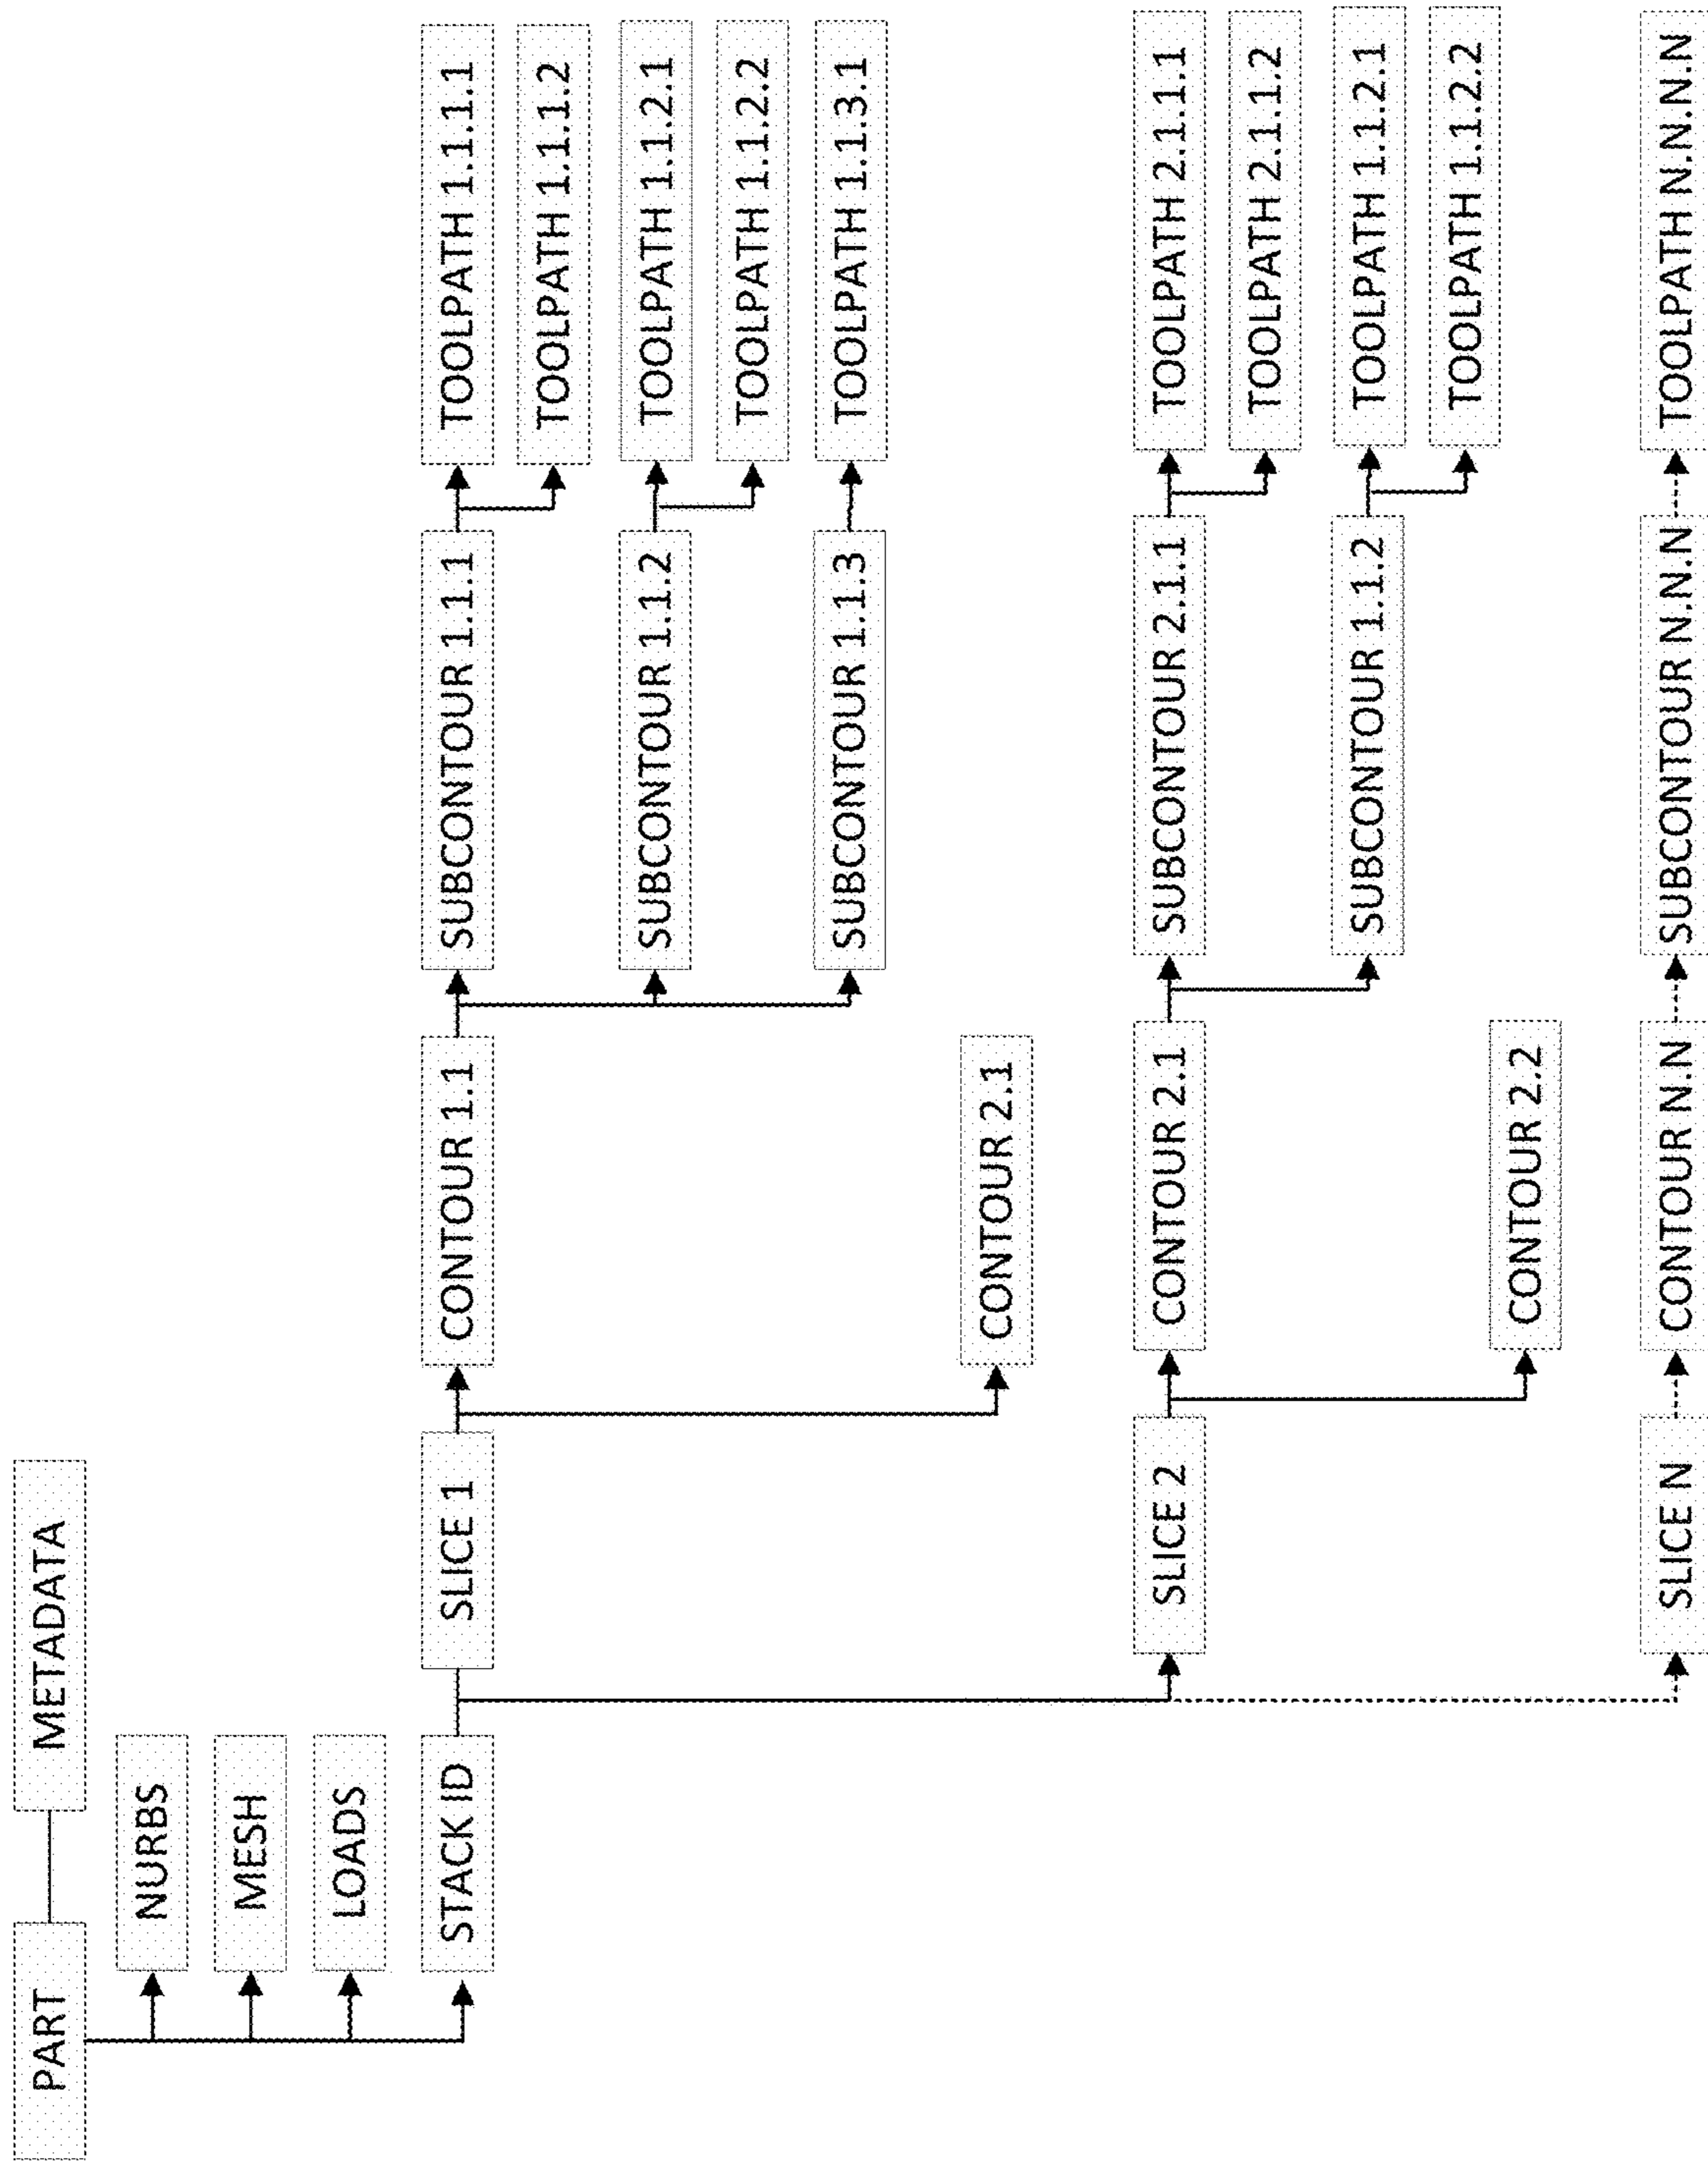 PART
METADATA
NURBS
MESH
LOADS
STACK ID
SLICE 1
CONTOUR 1.1
SUBCONTOUR 1.1.1
TOOLPATH 1.1.1.1
TOOLPATH 1.1.1.2
SUBCONTOUR 1.1.2
TOOLPATH 1.1.2.1
TOOLPATH 1.1.2.2
SUBCONTOUR 1.1.3
TOOLPATH 1.1.3.1
CONTOUR 2.1
SLICE 2
CONTOUR 2.1
SUBCONTOUR 2.1.1
TOOLPATH 2.1.1.1
TOOLPATH 2.1.1.2
SUBCONTOUR 1.1.2
TOOLPATH 1.1.2.1
TOOLPATH 1.1.2.2
CONTOUR 2.2
SLICE N
CONTOUR N.N
SUBCONTOUR N.N.N
TOOLPATH N.N.N.N